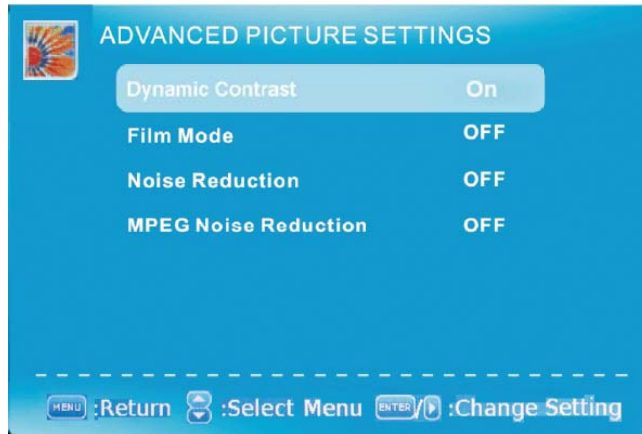 ADVANCED PICTURE SETTINGS
Dynamic Contrast On
Film Mode OFF
Noise Reduction OFF
MPEG Noise Reduction OFF
MENU :Return :Select Menu ENTER/ :Change Setting